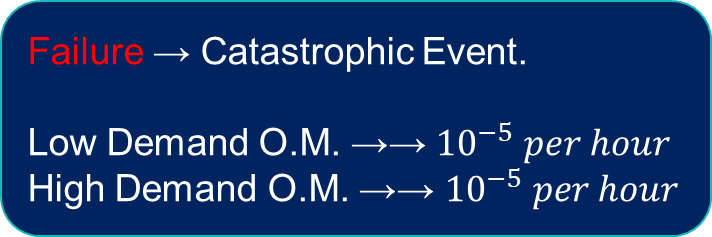 Failure → Catastrophic Event.
Low Demand O.M. →→ 10⁻⁵ per hour
High Demand O.M. →→ 10⁻⁵ per hour